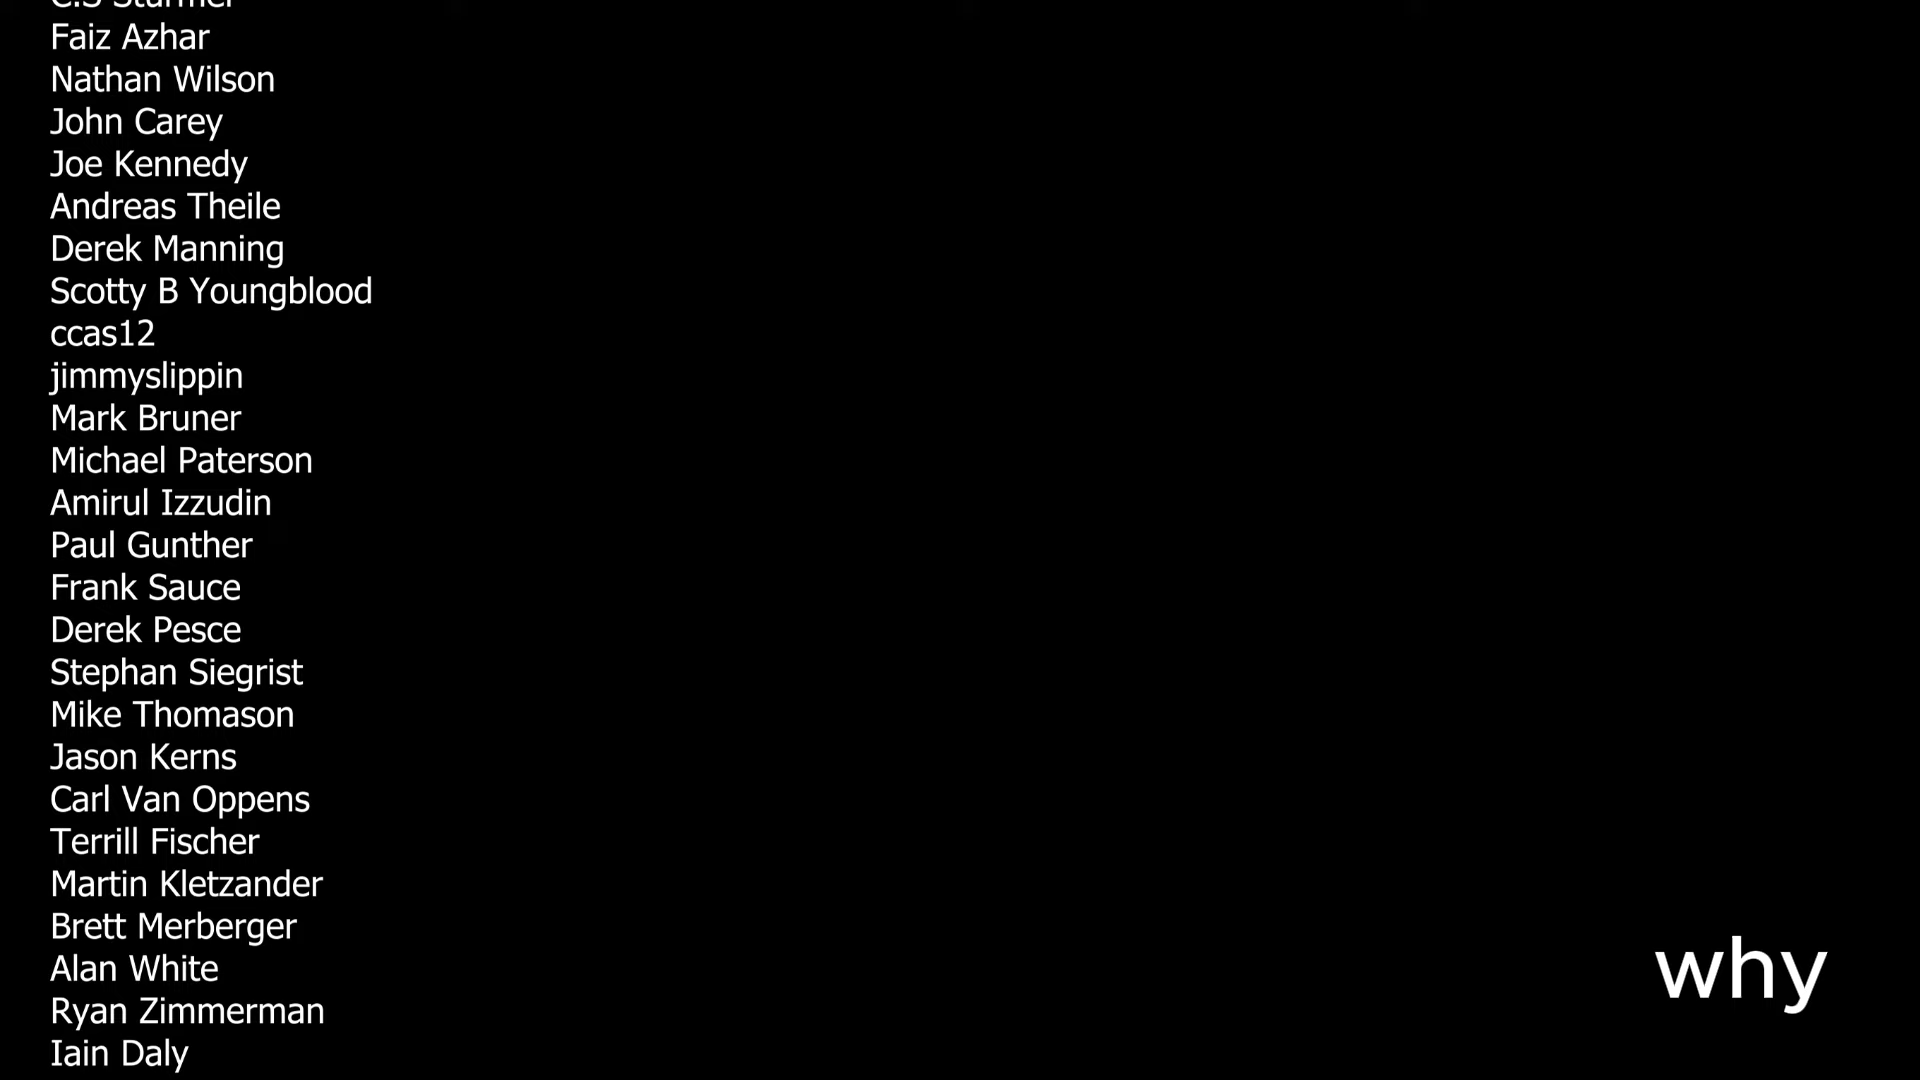 C.S Sturmer
Faiz Azhar
Nathan Wilson
John Carey
Joe Kennedy
Andreas Theile
Derek Manning
Scotty B Youngblood
ccas12
jimmyslippin
Mark Bruner
Michael Paterson
Amirul Izzudin
Paul Gunther
Frank Sauce
Derek Pesce
Stephan Siegrist
Mike Thomason
Jason Kerns
Carl Van Oppens
Terrill Fischer
Martin Kletzander
Brett Merberger
Alan White
Ryan Zimmerman
Iain Daly
why